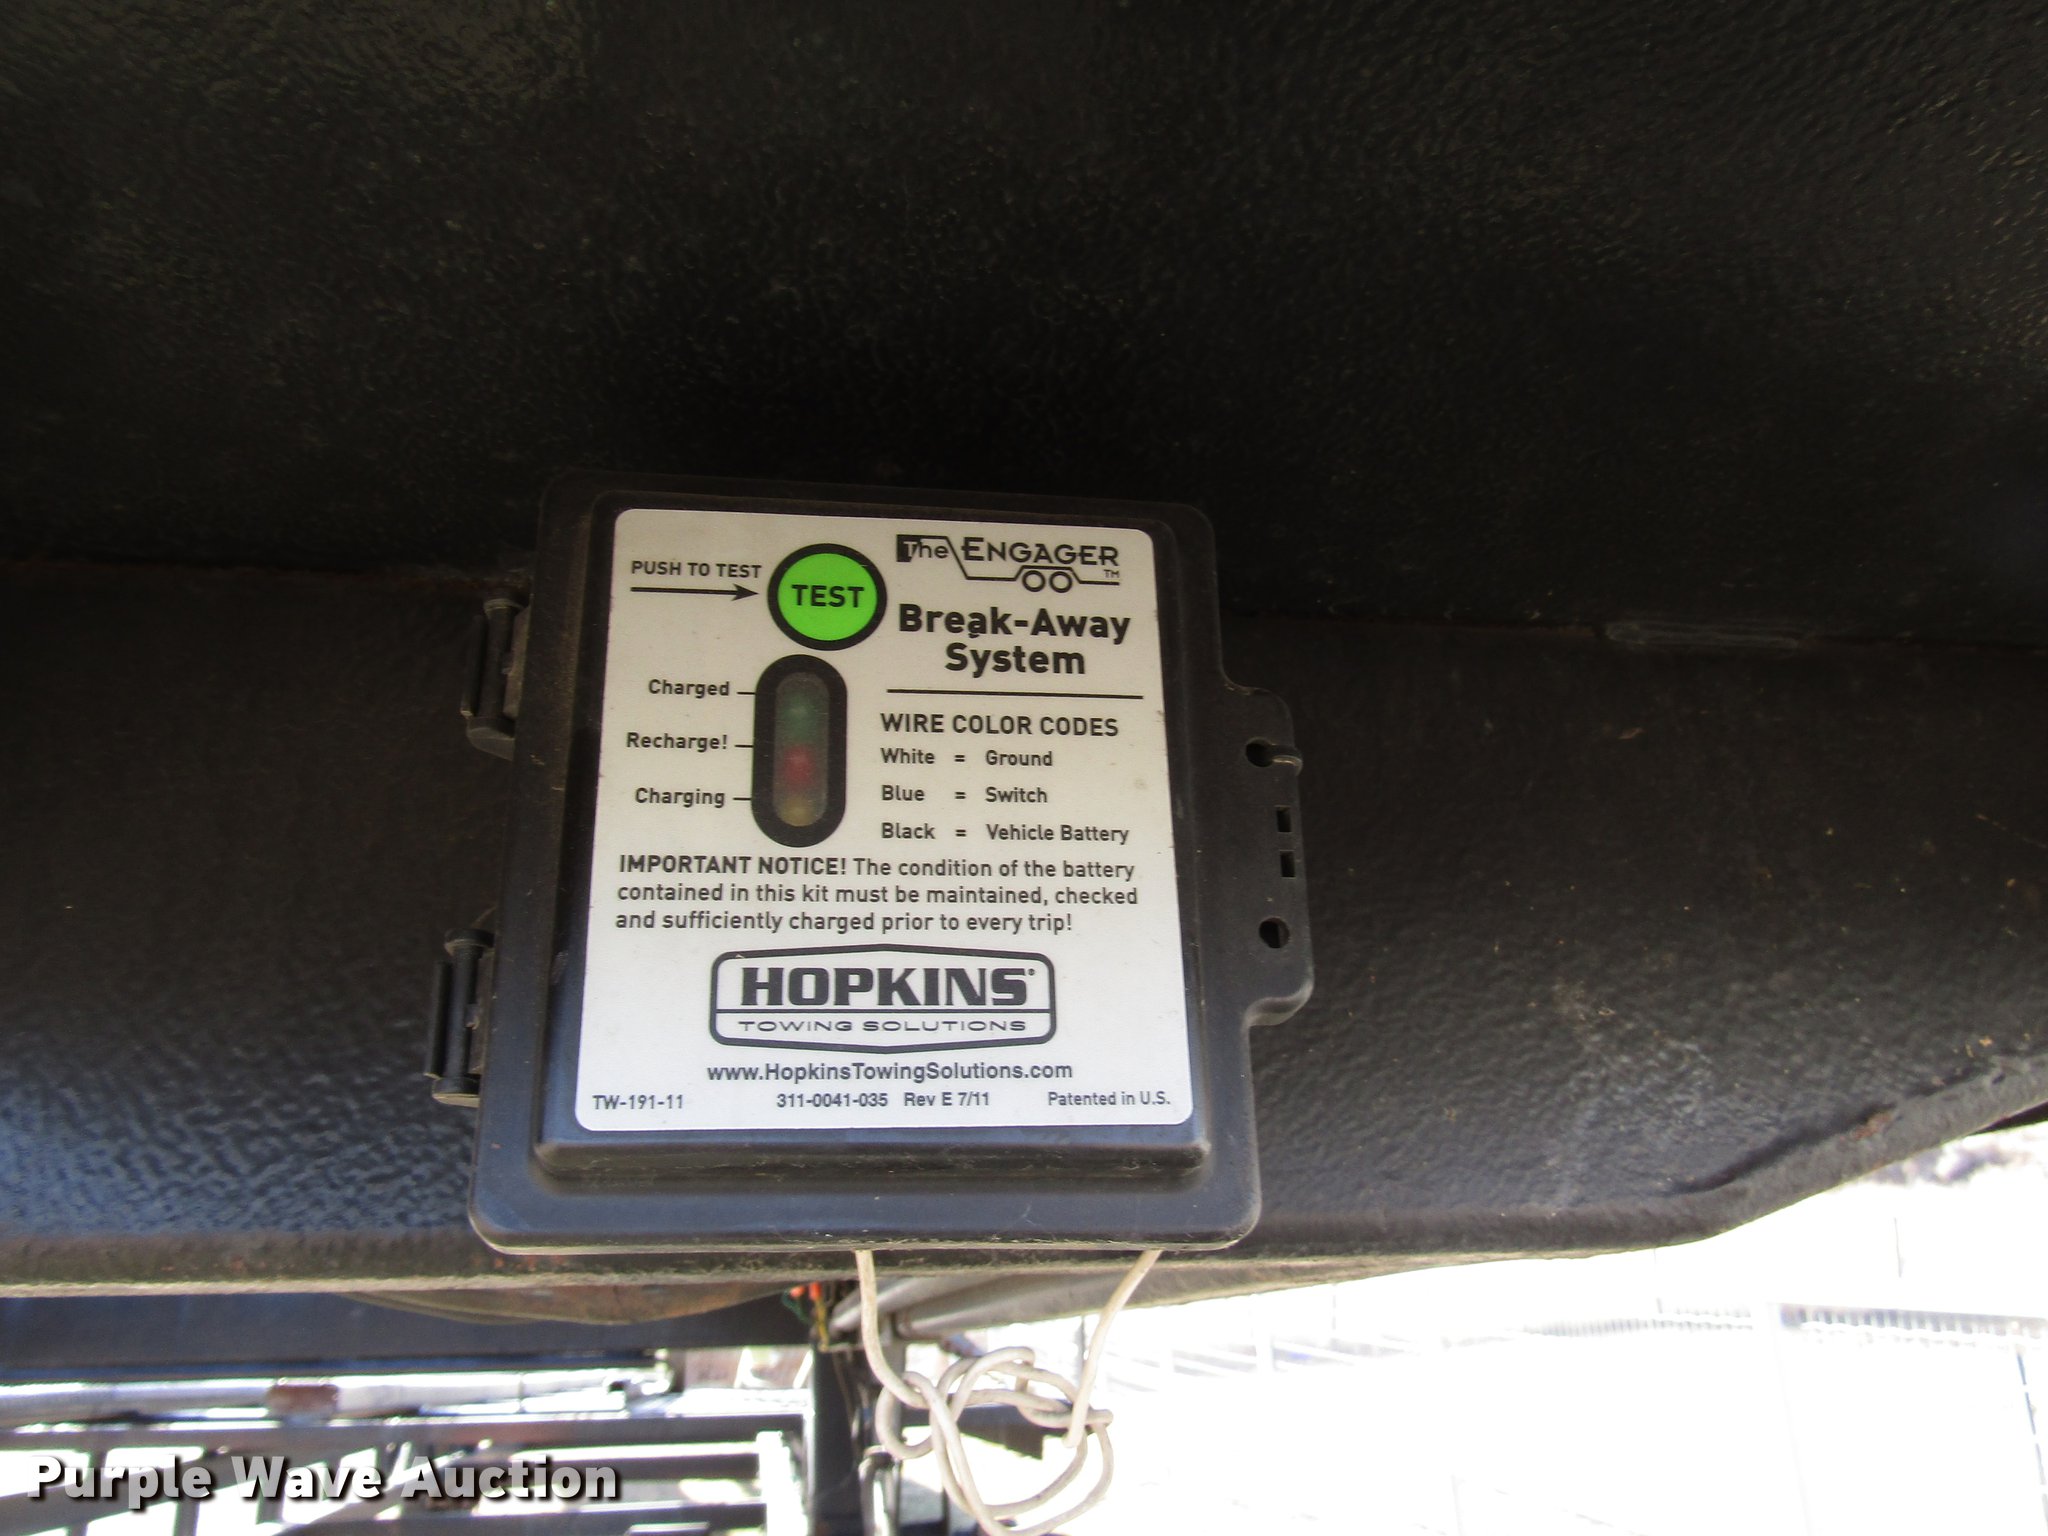 PUSH TO TEST
TEST
The ENGAGER™
Break-Away
System
Charged
Recharge!
Charging
WIRE COLOR CODES
White = Ground
Blue = Switch
Black = Vehicle Battery
IMPORTANT NOTICE! The condition of the battery
contained in this kit must be maintained, checked
and sufficiently charged prior to every trip!
HOPKINS®
TOWING SOLUTIONS
www.HopkinsTowingSolutions.com
TW-191-11 311-0041-035 Rev E 7/11 Patented in U.S.
Purple Wave Auction